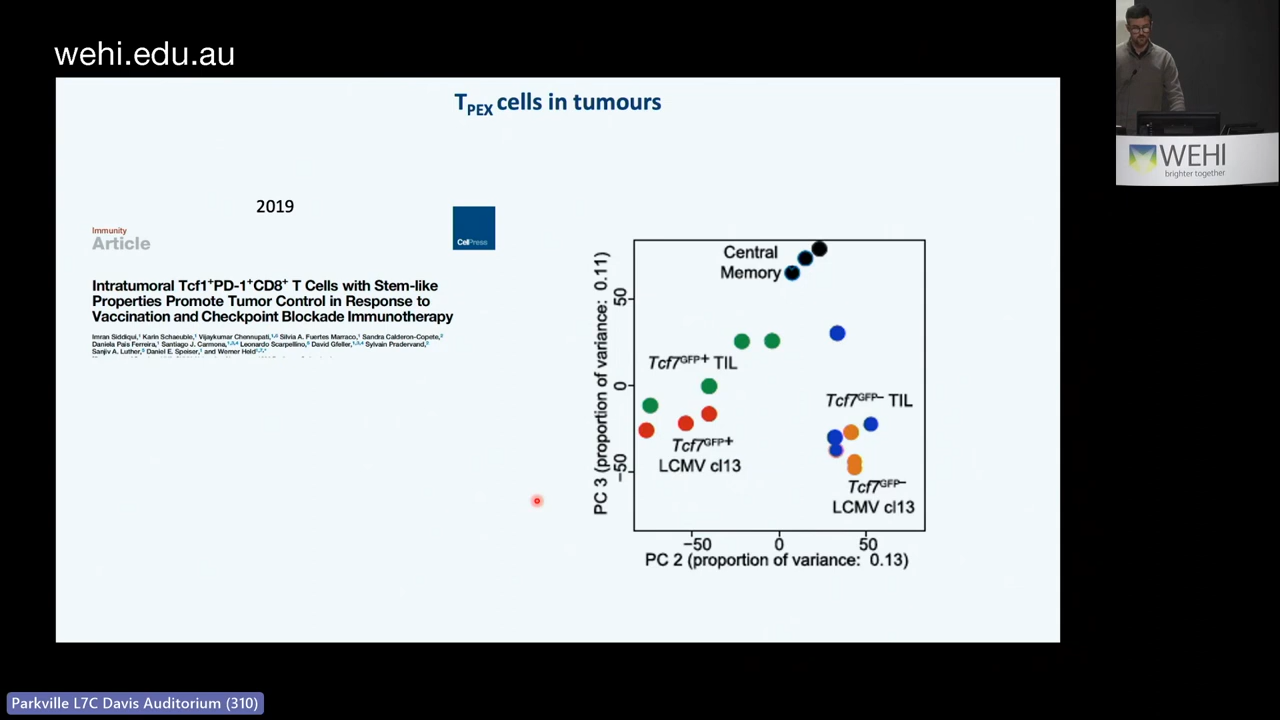 wehi.edu.au
TPEX cells in tumours
2019
Immunity
Article
CellPress
Intratumoral Tcf1+PD-1+CD8+ T Cells with Stem-like
Properties Promote Tumor Control in Response to
Vaccination and Checkpoint Blockade Immunotherapy
Imran Siddiqui, Karin Schaeuble, Vijaykumar Chennupati, Silvia A. Fuertes Marraco, Sandra Calderon-Copete,
Daniela Pais Ferreira, Santiago J. Carmona, Leonardo Scarpellino, David Gfeller, Sylvain Pradervand,
Sanjiv A. Luther, Daniel E. Speiser, and Werner Held
Central
Memory
Tcf7GFP+ TIL
Tcf7GFP+
LCMV cl13
Tcf7GFP– TIL
Tcf7GFP–
LCMV cl13
PC 3 (proportion of variance: 0.11)
50
0
−50
−50
0
50
PC 2 (proportion of variance: 0.13)
WEHI
brighter together
Parkville L7C Davis Auditorium (310)